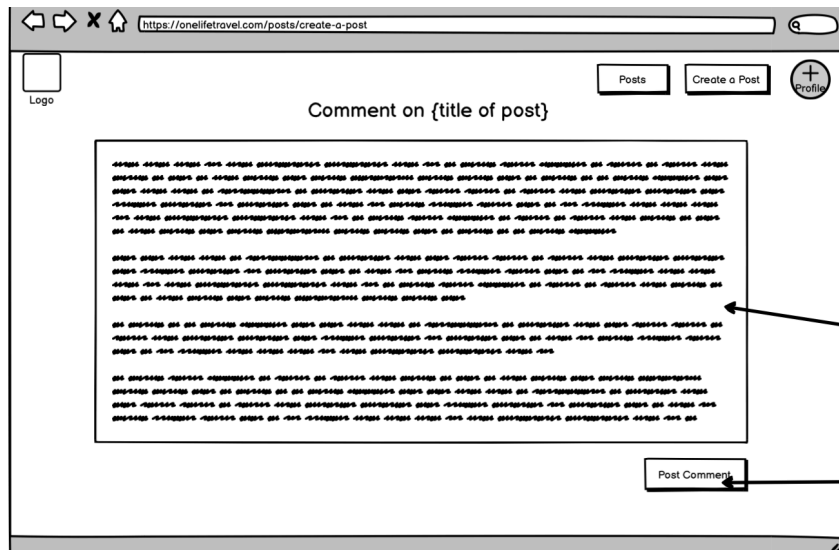 https://onelifetravel.com/posts/create-a-post
Posts
Create a Post
Profile
Logo
Comment on {title of post}
Post Comment